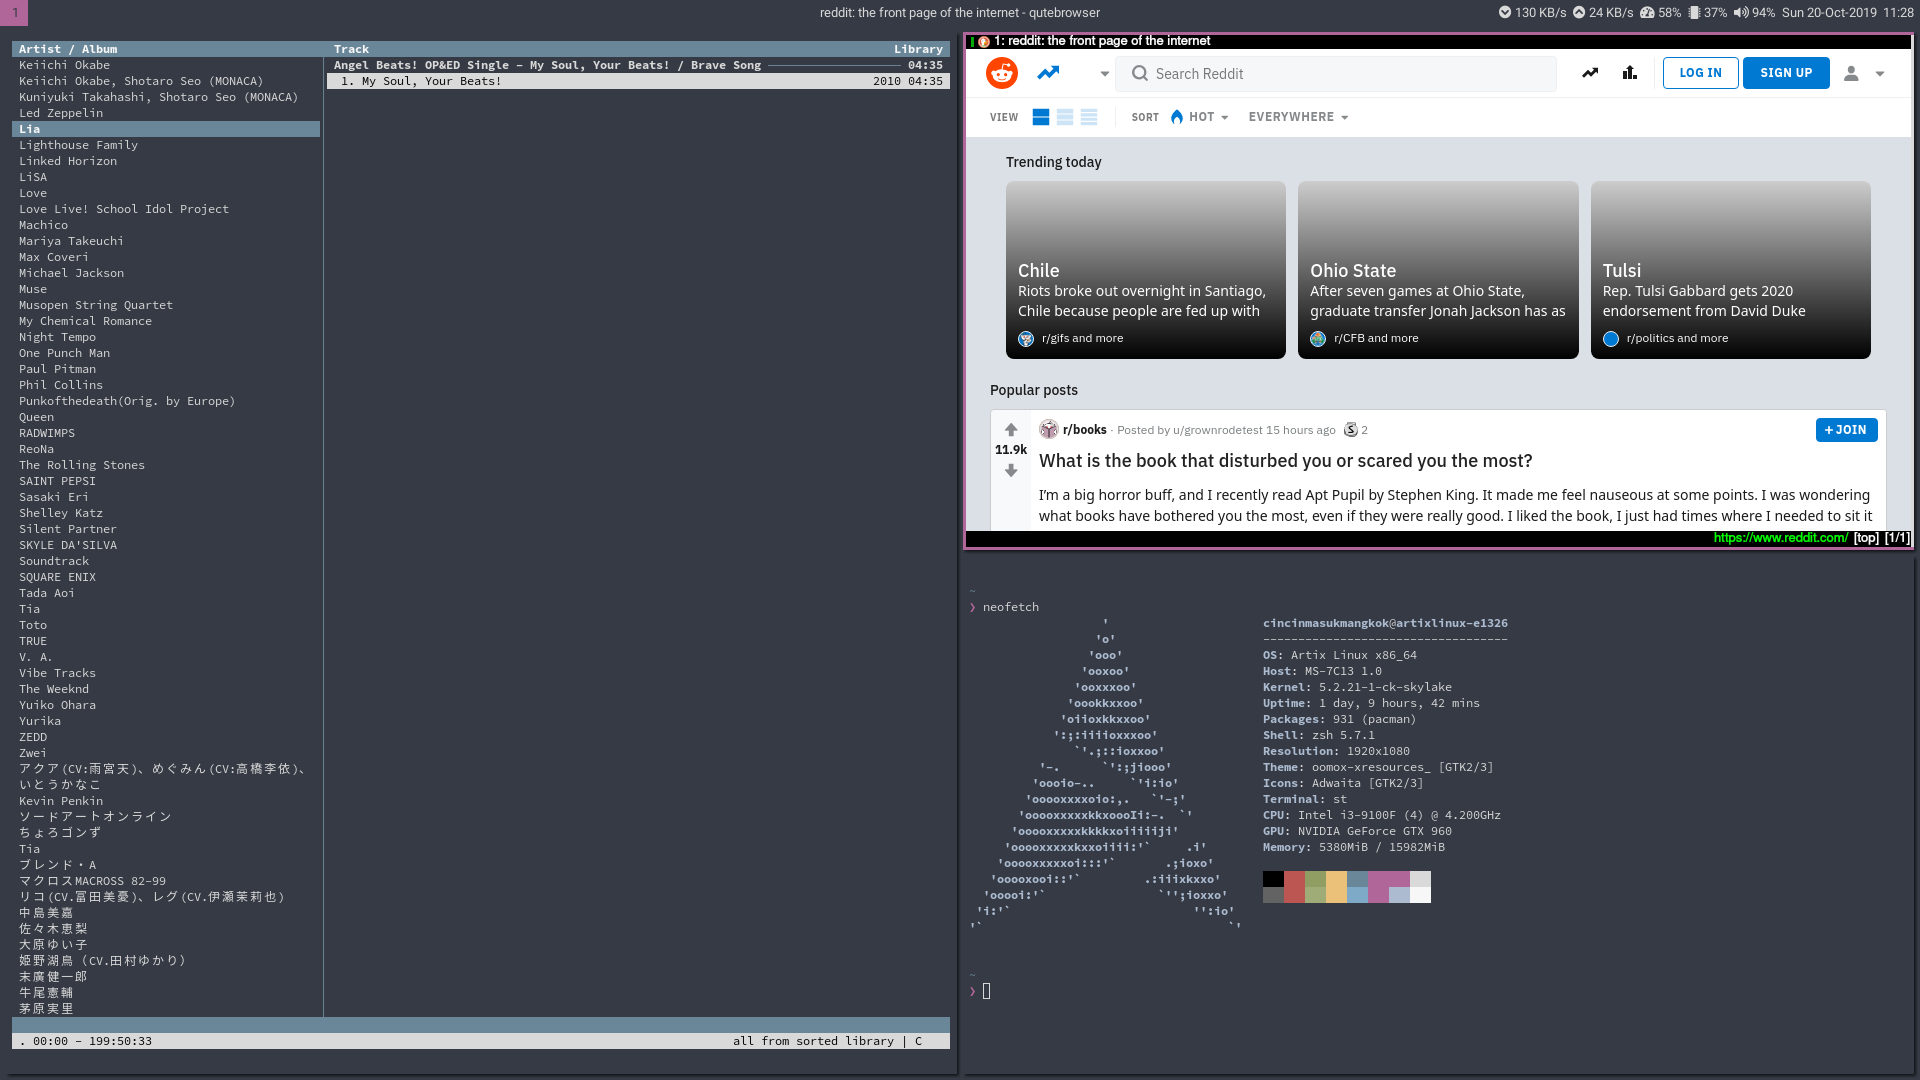 1
reddit: the front page of the internet - qutebrowser
130 KB/s 24 KB/s 58% 37% 94% Sun 20-Oct-2019 11:28
Artist / Album
Keiichi Okabe
Keiichi Okabe, Shotaro Seo (MONACA)
Kuniyuki Takahashi, Shotaro Seo (MONACA)
Led Zeppelin
Lia
Lighthouse Family
Linked Horizon
LiSA
Love
Love Live! School Idol Project
Machico
Mariya Takeuchi
Max Coveri
Michael Jackson
Muse
Musopen String Quartet
My Chemical Romance
Night Tempo
One Punch Man
Paul Pitman
Phil Collins
Punkofthedeath(Orig. by Europe)
Queen
RADWIMPS
ReoNa
The Rolling Stones
SAINT PEPSI
Sasaki Eri
Shelley Katz
Silent Partner
SKYLE DA'SILVA
Soundtrack
SQUARE ENIX
Tada Aoi
Tia
Toto
TRUE
V. A.
Vibe Tracks
The Weeknd
Yuiko Ohara
Yurika
ZEDD
Zwei
アクア(CV:雨宮天)、めぐみん(CV:高橋李依)、
いとうかなこ
Kevin Penkin
ソードアートオンライン
ちょろゴンず
Tia
ブレンド・A
マクロスMACROSS 82-99
リコ(CV.冨田美憂)、レグ(CV.伊瀬茉莉也)
中島美嘉
佐々木恵梨
大原ゆい子
姫野湖鳥（CV.田村ゆかり）
末廣健一郎
牛尾憲輔
茅原実里
. 00:00 - 199:50:33
all from sorted library | C
Track Library
Angel Beats! OP&ED Single - My Soul, Your Beats! / Brave Song 04:35
1. My Soul, Your Beats! 2010 04:35
1: reddit: the front page of the internet
Search Reddit
LOG IN
SIGN UP
VIEW SORT HOT EVERYWHERE
Trending today
Chile
Riots broke out overnight in Santiago,
Chile because people are fed up with
r/gifs and more
Ohio State
After seven games at Ohio State,
graduate transfer Jonah Jackson has as
r/CFB and more
Tulsi
Rep. Tulsi Gabbard gets 2020
endorsement from David Duke
r/politics and more
Popular posts
r/books · Posted by u/grownrodetest 15 hours ago 2
+ JOIN
11.9k
What is the book that disturbed you or scared you the most?
I'm a big horror buff, and I recently read Apt Pupil by Stephen King. It made me feel nauseous at some points. I was wondering
what books have bothered you the most, even if they were really good. I liked the book, I just had times where I needed to sit it
https://www.reddit.com/ [top] [1/1]
~
❯ neofetch
'
'o'
'ooo'
'ooxoo'
'ooxxxoo'
'oookkxxoo'
'oiioxkkxxoo'
':;:iiiioxxxoo'
`'.;::ioxxoo'
'-. `':;jiooo'
'oooio-.. `'i:io'
'ooooxxxxoio:,. `'-;'
'ooooxxxxxkkxoooIi:-. `'
'ooooxxxxxkkkkxoiiiiiji'
'ooooxxxxxkxxoiiii:'` .i'
'ooooxxxxxoi:::'` .;ioxo'
'ooooxooi::'` .:iiixkxxo'
'ooooi:'` `'';ioxxo'
'i:'` '':io'
'` `'
cincinmasukmangkok@artixlinux-e1326
-----------------------------------
OS: Artix Linux x86_64
Host: MS-7C13 1.0
Kernel: 5.2.21-1-ck-skylake
Uptime: 1 day, 9 hours, 42 mins
Packages: 931 (pacman)
Shell: zsh 5.7.1
Resolution: 1920x1080
Theme: oomox-xresources_ [GTK2/3]
Icons: Adwaita [GTK2/3]
Terminal: st
CPU: Intel i3-9100F (4) @ 4.200GHz
GPU: NVIDIA GeForce GTX 960
Memory: 5380MiB / 15982MiB
~
❯